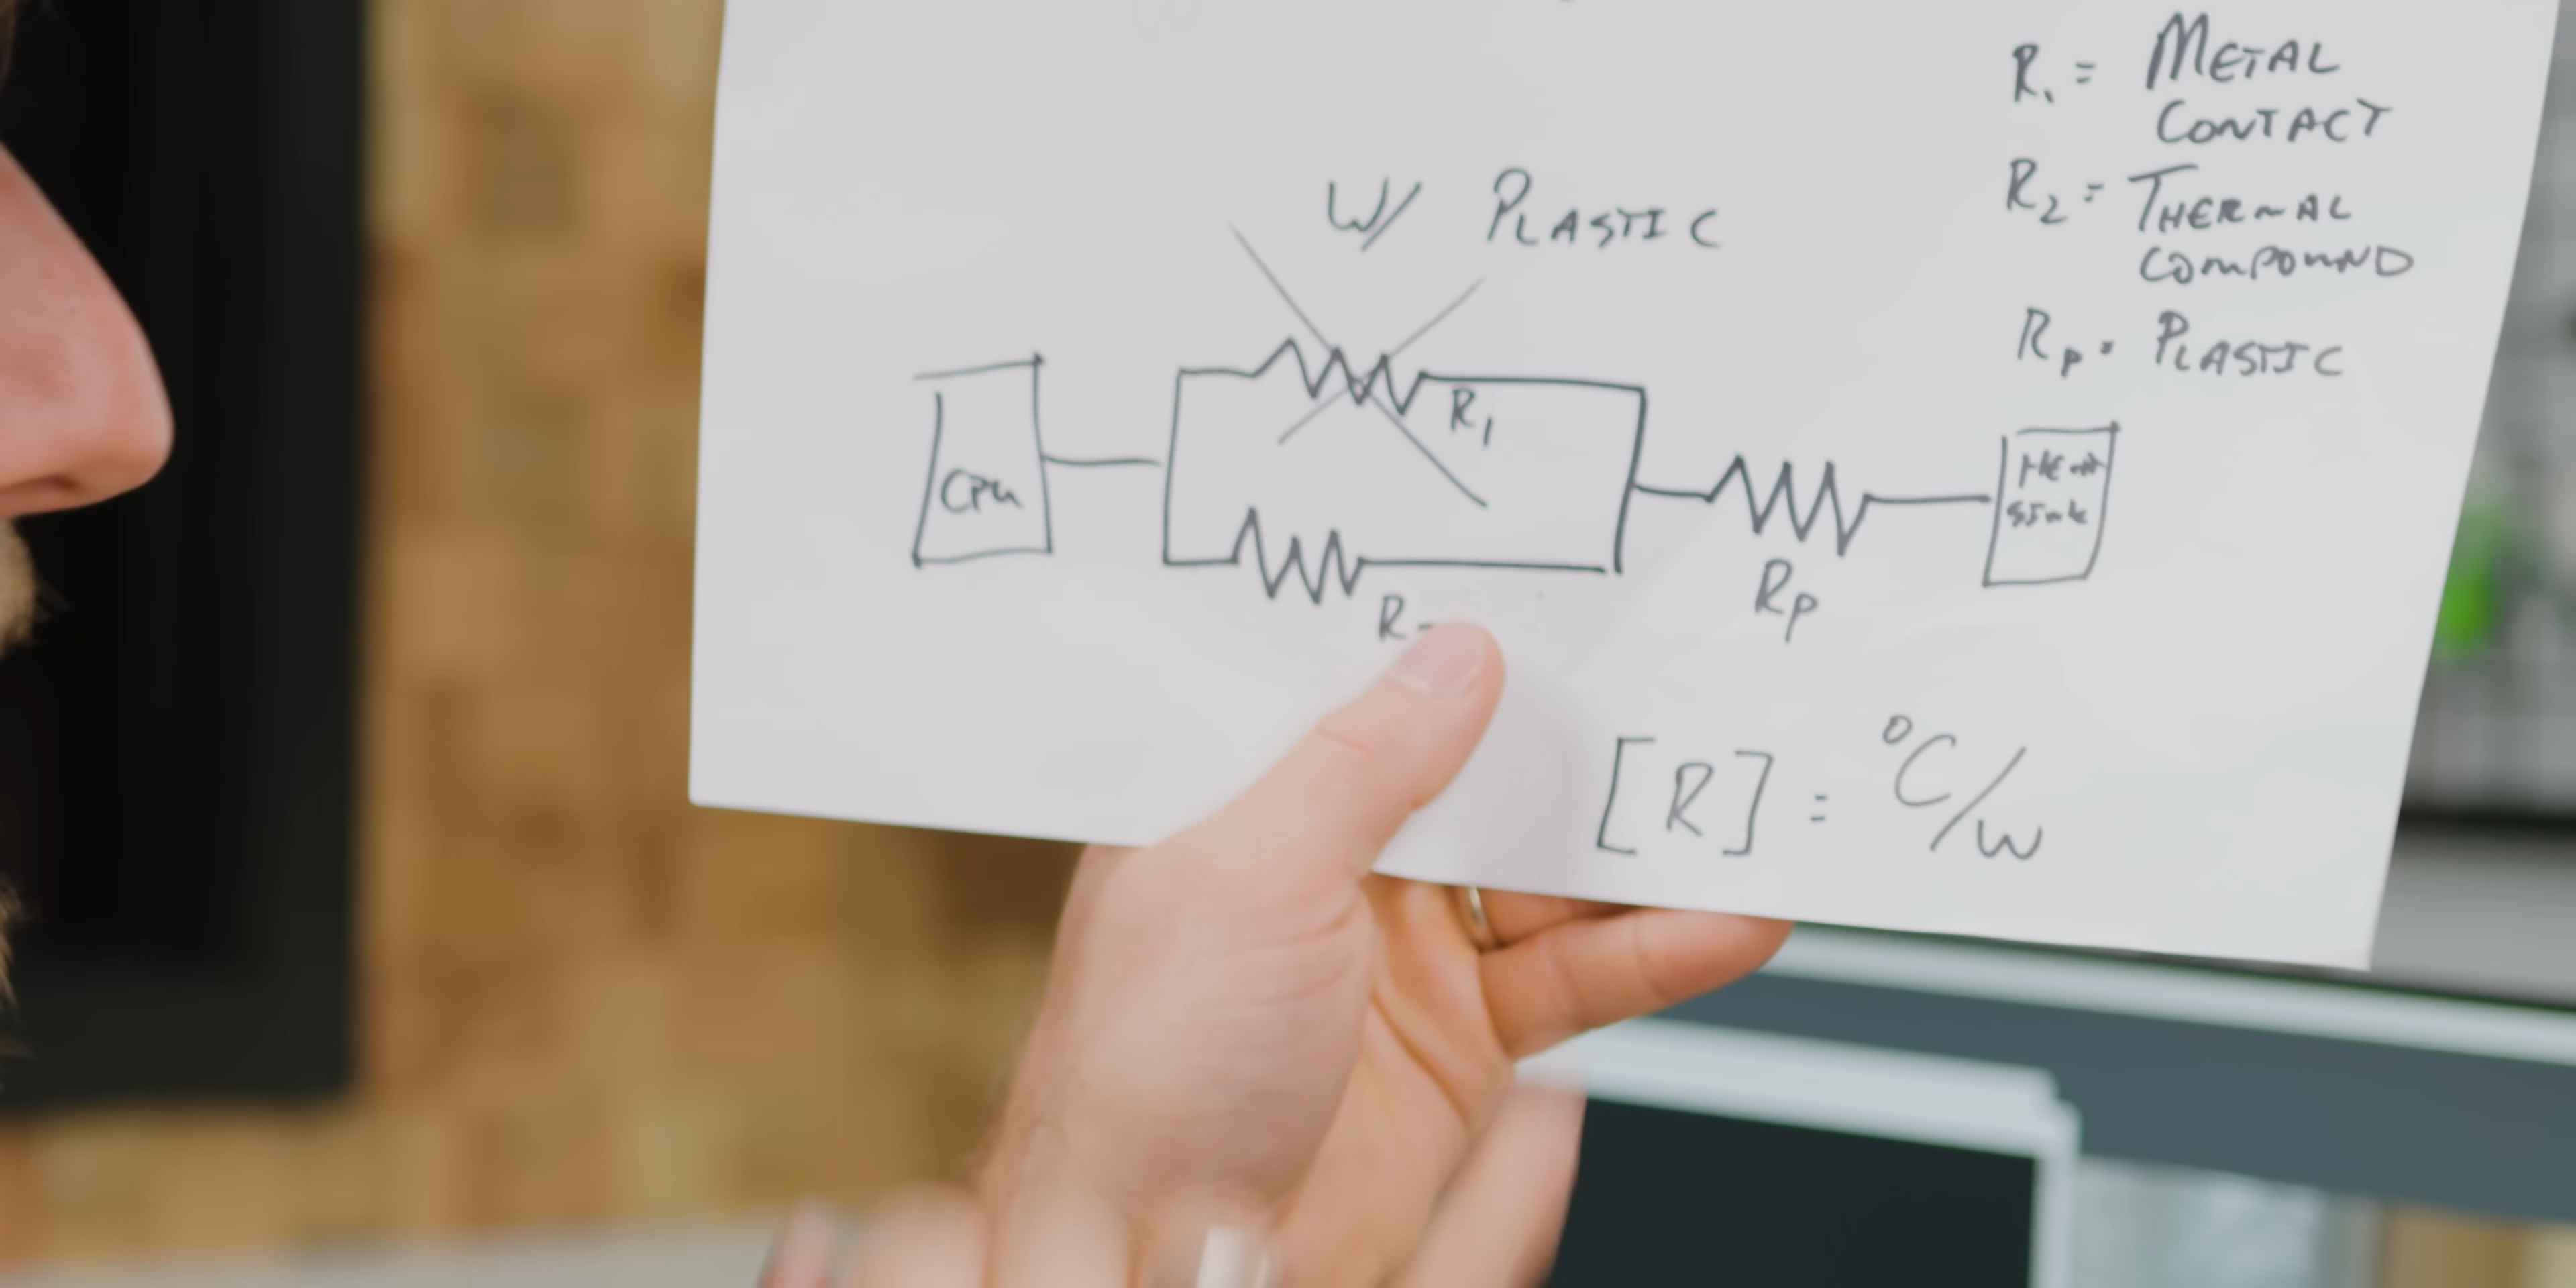 R1 = METAL
CONTACT
R2 = THERMAL
COMPOUND
RP = PLASTIC
W/ PLASTIC
R1
CPU
HEAT
SINK
R
RP
[R] = °C/W